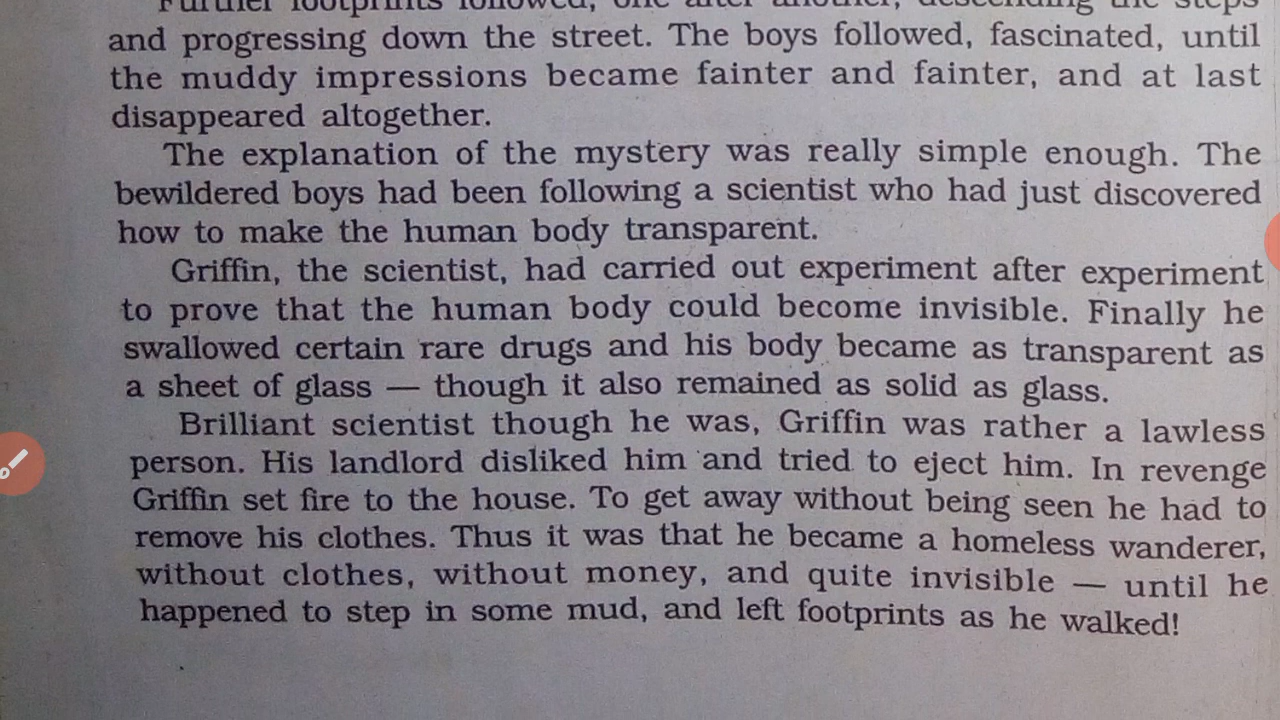 Further footprints followed, one after another, descending the steps
and progressing down the street. The boys followed, fascinated, until
the muddy impressions became fainter and fainter, and at last
disappeared altogether.
The explanation of the mystery was really simple enough. The
bewildered boys had been following a scientist who had just discovered
how to make the human body transparent.
Griffin, the scientist, had carried out experiment after experiment
to prove that the human body could become invisible. Finally he
swallowed certain rare drugs and his body became as transparent as
a sheet of glass — though it also remained as solid as glass.
Brilliant scientist though he was, Griffin was rather a lawless
person. His landlord disliked him and tried to eject him. In revenge
Griffin set fire to the house. To get away without being seen he had to
remove his clothes. Thus it was that he became a homeless wanderer,
without clothes, without money, and quite invisible — until he
happened to step in some mud, and left footprints as he walked!